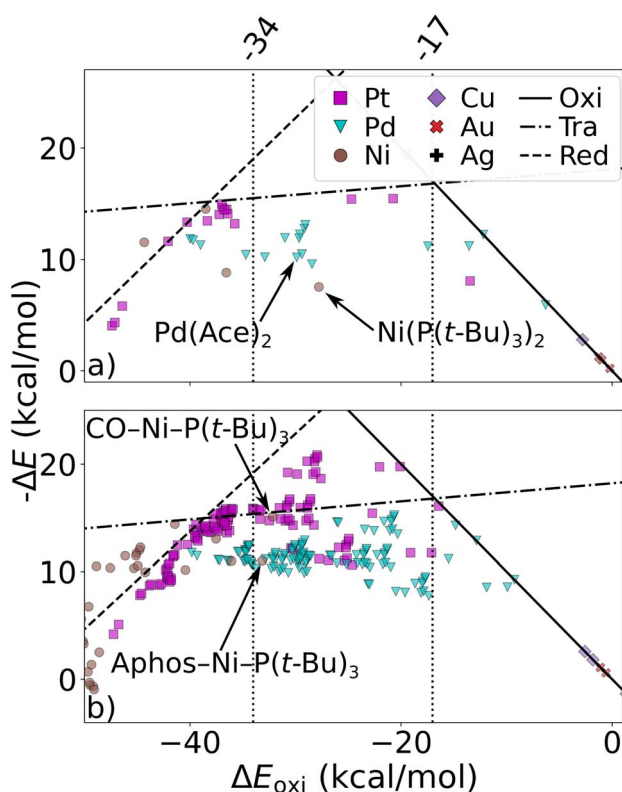 -34
-17
Pt
Cu
Oxi
Pd
Au
Tra
Ni
Ag
Red
20
10
0
Pd(Ace)₂
Ni(P(t-Bu)₃)₂
a)
-ΔE (kcal/mol)
CO–Ni–P(t-Bu)₃
20
10
0
Aphos–Ni–P(t-Bu)₃
b)
−40
−20
0
ΔE_oxi (kcal/mol)